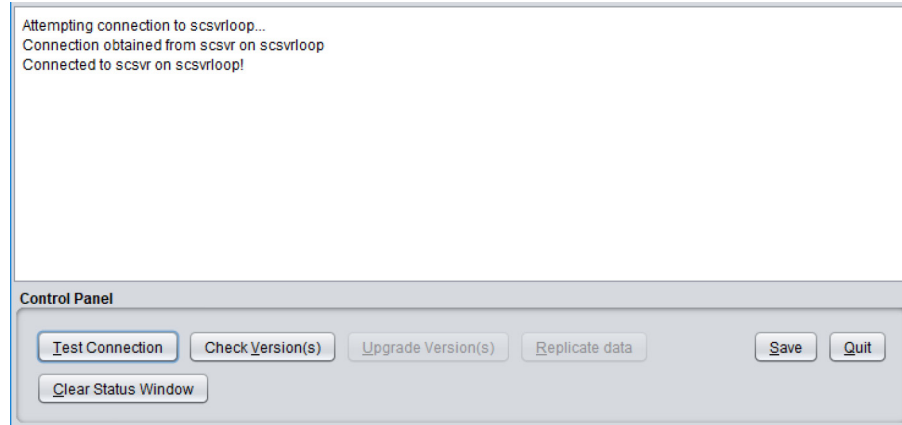 Attempting connection to scsvrloop...
Connection obtained from scsvr on scsvrloop
Connected to scsvr on scsvrloop!
Control Panel
Test Connection Check Version(s) Upgrade Version(s) Replicate data Save Quit
Clear Status Window